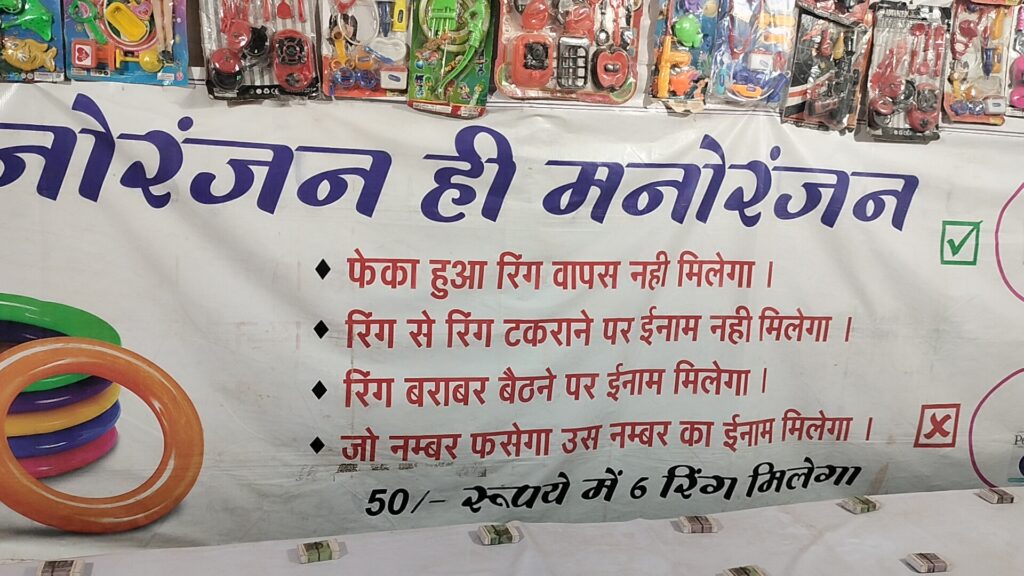 नोरंजन ही मनोरंजन
फेका हुआ रिंग वापस नही मिलेगा ।
रिंग से रिंग टकराने पर ईनाम नही मिलेगा ।
रिंग बराबर बैठने पर ईनाम मिलेगा ।
जो नम्बर फसेगा उस नम्बर का ईनाम मिलेगा ।
50/- रूपये में 6 रिंग मिलेगा